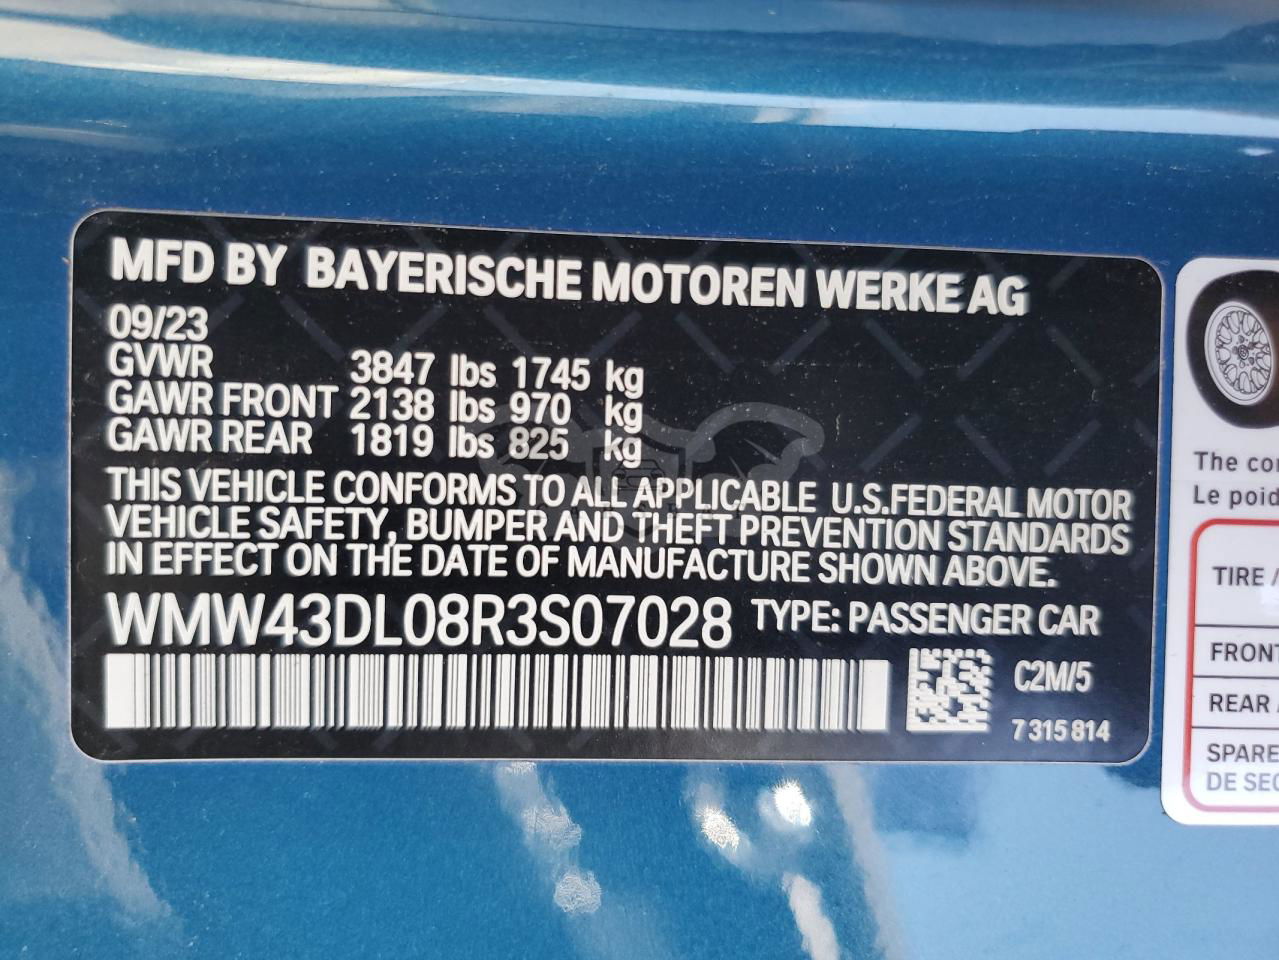 MFD BY BAYERISCHE MOTOREN WERKE AG
09/23
GVWR 3847 lbs 1745 kg
GAWR FRONT 2138 lbs 970 kg
GAWR REAR 1819 lbs 825 kg
THIS VEHICLE CONFORMS TO ALL APPLICABLE U.S.FEDERAL MOTOR
VEHICLE SAFETY, BUMPER AND THEFT PREVENTION STANDARDS
IN EFFECT ON THE DATE OF MANUFACTURE SHOWN ABOVE.
WMW43DL08R3S07028 TYPE: PASSENGER CAR
C2M/5
7 315 814
The
Le poid
TIRE /
FRONT
REAR
SPARE
DE SEC